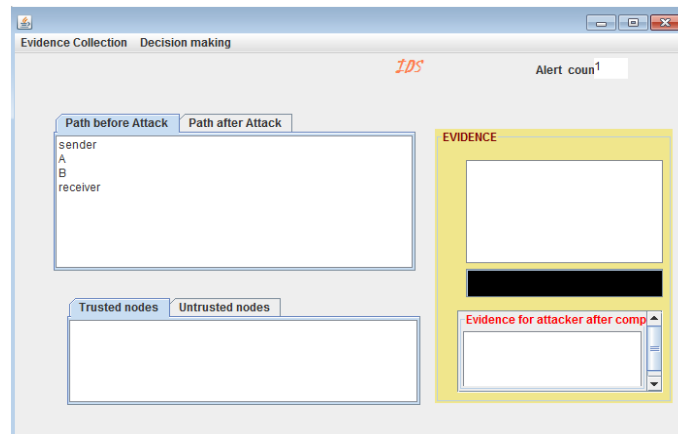 Evidence Collection Decision making
IDS
Alert coun 1
Path before Attack Path after Attack
sender
A
B
receiver
EVIDENCE
Trusted nodes Untrusted nodes
Evidence for attacker after comp